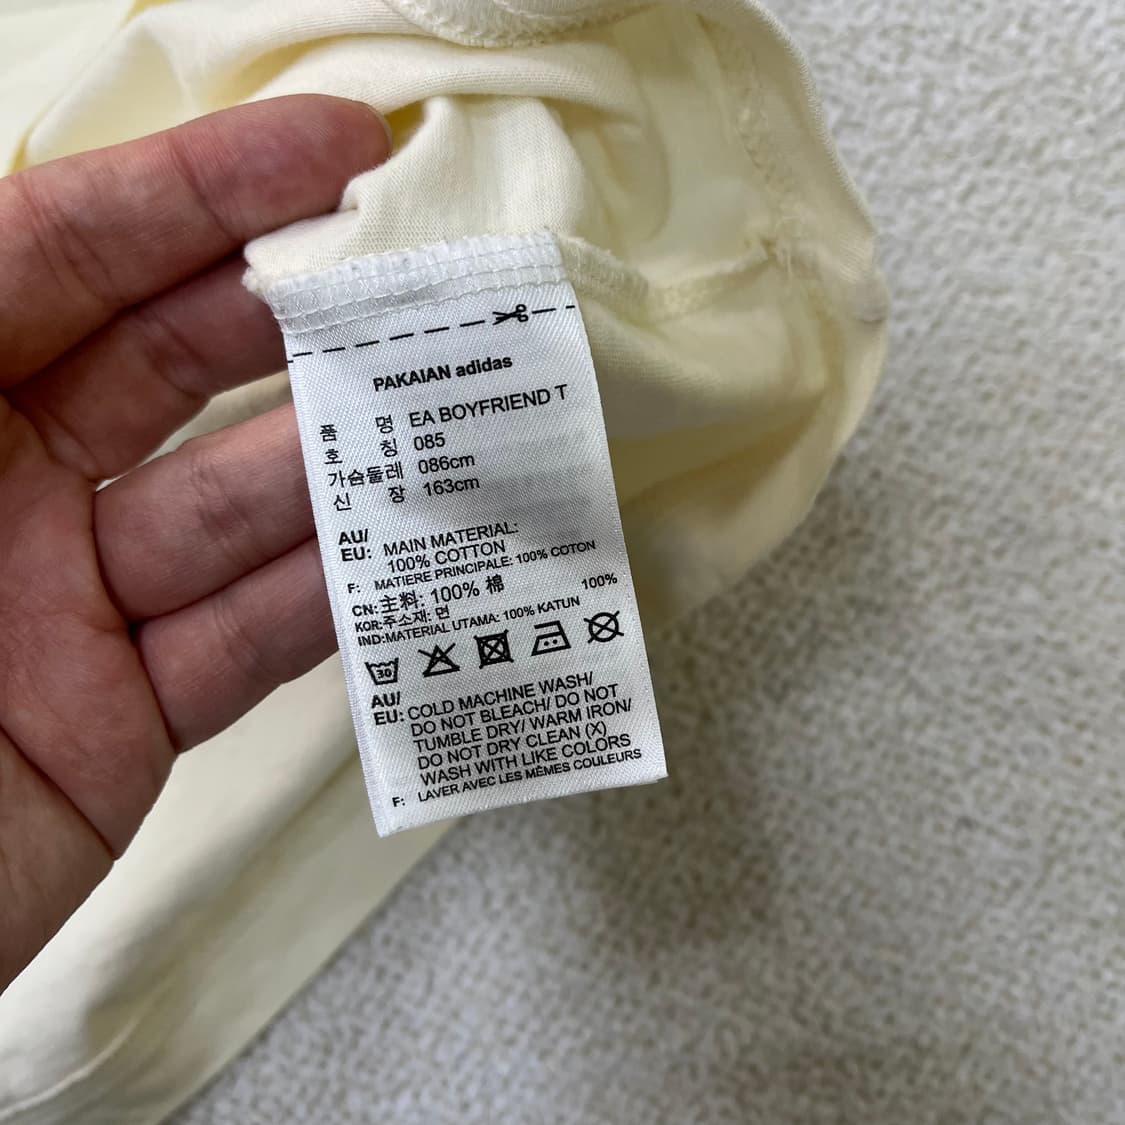 PAKAIAN adidas
품 명 EA BOYFRIEND T
호 칭 085
가슴둘레 086cm
신 장 163cm
AU/
EU: MAIN MATERIAL:
100% COTTON
F: MATIERE PRINCIPALE: 100% COTON
CN: 主料: 100% 棉
KOR: 주소재: 면 100%
IND: MATERIAL UTAMA: 100% KATUN
30
AU/
EU: COLD MACHINE WASH/
DO NOT BLEACH/ DO NOT
TUMBLE DRY/ WARM IRON/
DO NOT DRY CLEAN (X)
WASH WITH LIKE COLORS
F: LAVER AVEC LES MÊMES COULEURS